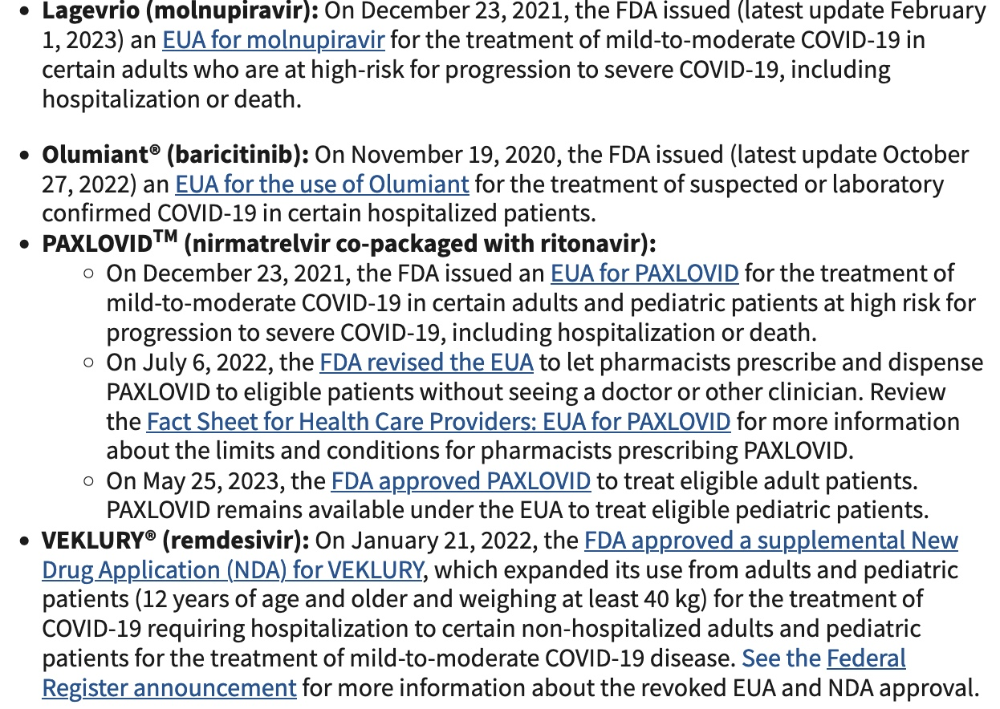 • Lagevrio (molnupiravir): On December 23, 2021, the FDA issued (latest update February
1, 2023) an EUA for molnupiravir for the treatment of mild-to-moderate COVID-19 in
certain adults who are at high-risk for progression to severe COVID-19, including
hospitalization or death.
• Olumiant® (baricitinib): On November 19, 2020, the FDA issued (latest update October
27, 2022) an EUA for the use of Olumiant for the treatment of suspected or laboratory
confirmed COVID-19 in certain hospitalized patients.
• PAXLOVID™ (nirmatrelvir co-packaged with ritonavir):
○ On December 23, 2021, the FDA issued an EUA for PAXLOVID for the treatment of
mild-to-moderate COVID-19 in certain adults and pediatric patients at high risk for
progression to severe COVID-19, including hospitalization or death.
○ On July 6, 2022, the FDA revised the EUA to let pharmacists prescribe and dispense
PAXLOVID to eligible patients without seeing a doctor or other clinician. Review
the Fact Sheet for Health Care Providers: EUA for PAXLOVID for more information
about the limits and conditions for pharmacists prescribing PAXLOVID.
○ On May 25, 2023, the FDA approved PAXLOVID to treat eligible adult patients.
PAXLOVID remains available under the EUA to treat eligible pediatric patients.
• VEKLURY® (remdesivir): On January 21, 2022, the FDA approved a supplemental New
Drug Application (NDA) for VEKLURY, which expanded its use from adults and pediatric
patients (12 years of age and older and weighing at least 40 kg) for the treatment of
COVID-19 requiring hospitalization to certain non-hospitalized adults and pediatric
patients for the treatment of mild-to-moderate COVID-19 disease. See the Federal
Register announcement for more information about the revoked EUA and NDA approval.